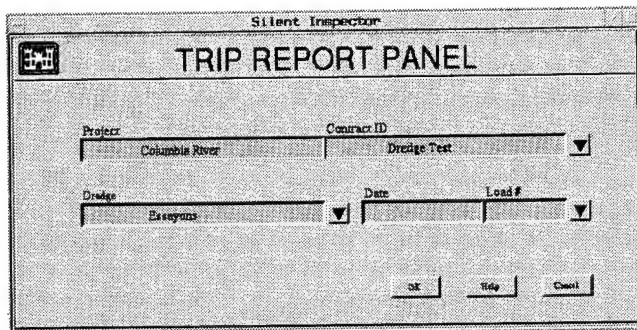 Silent Inspector
TRIP REPORT PANEL
Project Contract ID
Columbia River Dredge Test
Dredge Date Load #
Essayons
OK Help Cancel